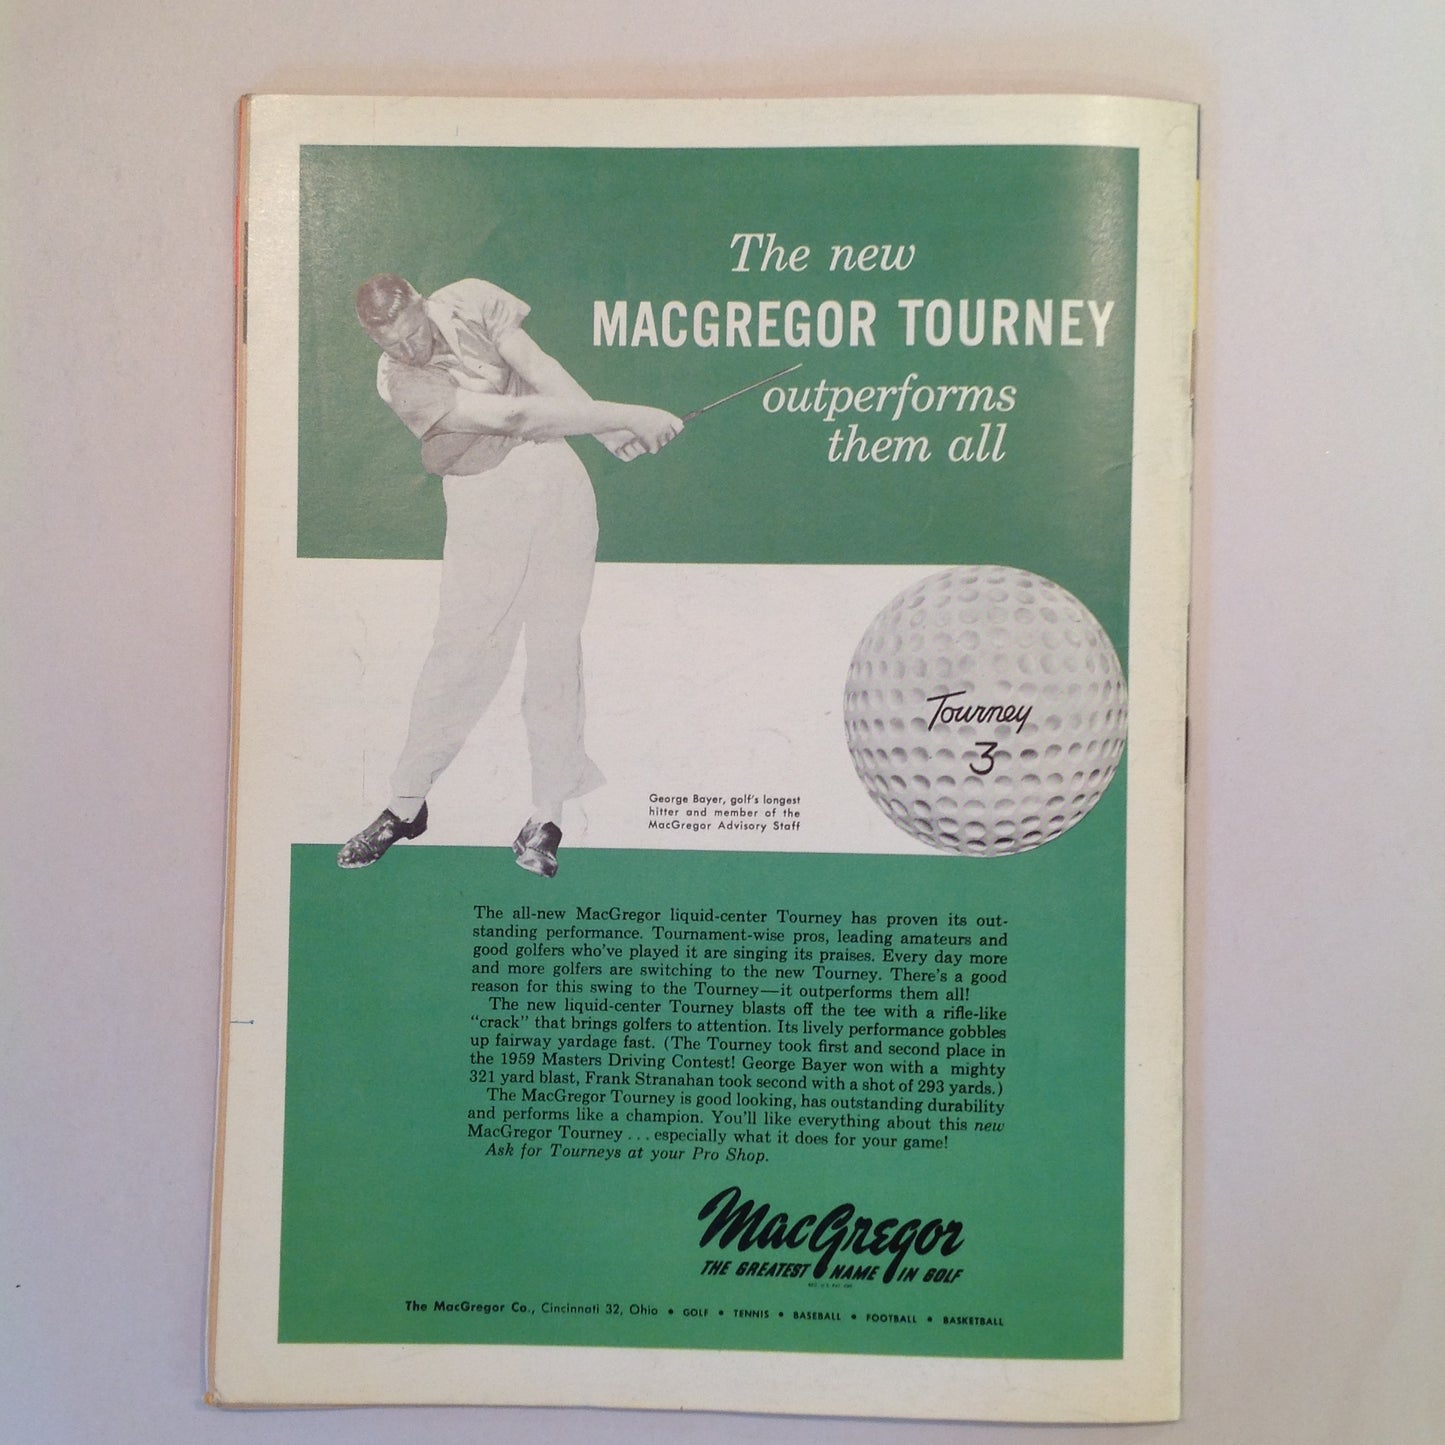 The new
MACGREGOR TOURNEY
outperforms
them all
Tourney
3
George Bayer, golf's longest
hitter and member of the
MacGregor Advisory Staff
The all-new MacGregor liquid-center Tourney has proven its out-
standing performance. Tournament-wise pros, leading amateurs and
good golfers who've played it are singing its praises. Every day more
and more golfers are switching to the new Tourney. There's a good
reason for this swing to the Tourney—it outperforms them all!
The new liquid-center Tourney blasts off the tee with a rifle-like
"crack" that brings golfers to attention. Its lively performance gobbles
up fairway yardage fast. (The Tourney took first and second place in
the 1959 Masters Driving Contest! George Bayer won with a mighty
321 yard blast, Frank Stranahan took second with a shot of 293 yards.)
The MacGregor Tourney is good looking, has outstanding durability
and performs like a champion. You'll like everything about this new
MacGregor Tourney . . . especially what it does for your game!
Ask for Tourneys at your Pro Shop.
MacGregor
THE GREATEST NAME IN GOLF
The MacGregor Co., Cincinnati 32, Ohio • GOLF • TENNIS • BASEBALL • FOOTBALL • BASKETBALL